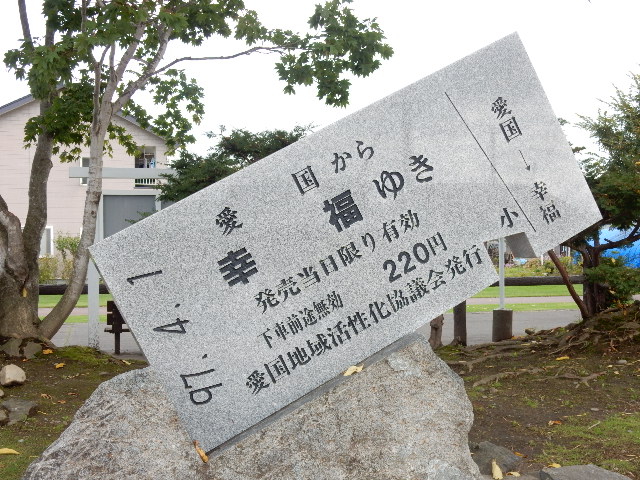 愛国から
幸福ゆき
発売当日限り有効
下車前途無効 220円
愛国地域活性化協議会発行
愛国→幸福
小
-1.-4.47